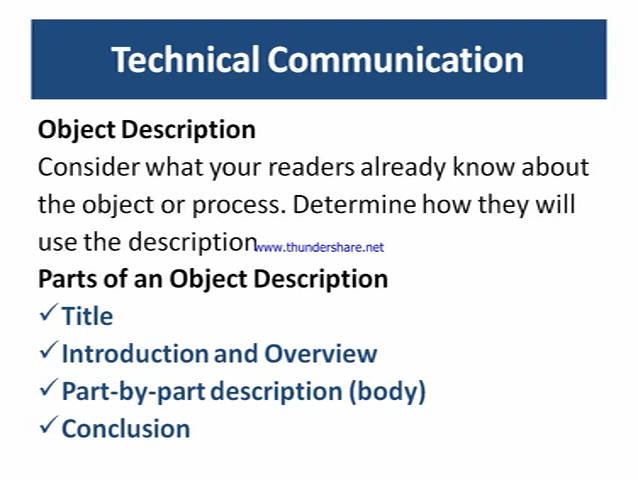 Technical Communication
Object Description
Consider what your readers already know about
the object or process. Determine how they will
use the description
www.thundershare.net
Parts of an Object Description
✓ Title
✓ Introduction and Overview
✓ Part-by-part description (body)
✓ Conclusion